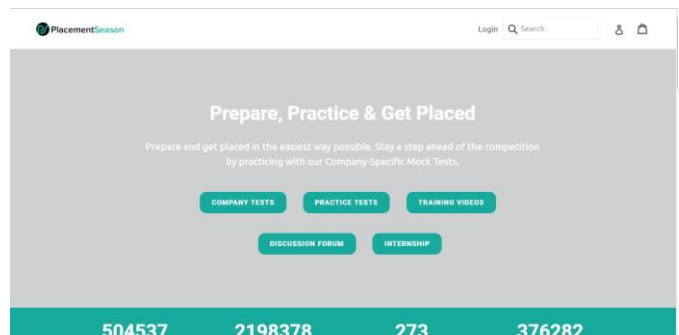 PlacementSeason
Login Search
Prepare, Practice & Get Placed
Prepare and get placed in the easiest way possible. Stay a step ahead of the competition
by practicing with our Company-Specific Mock Tests.
COMPANY TESTS PRACTICE TESTS TRAINING VIDEOS
DISCUSSION FORUM INTERNSHIP
504537 2198378 273 376282